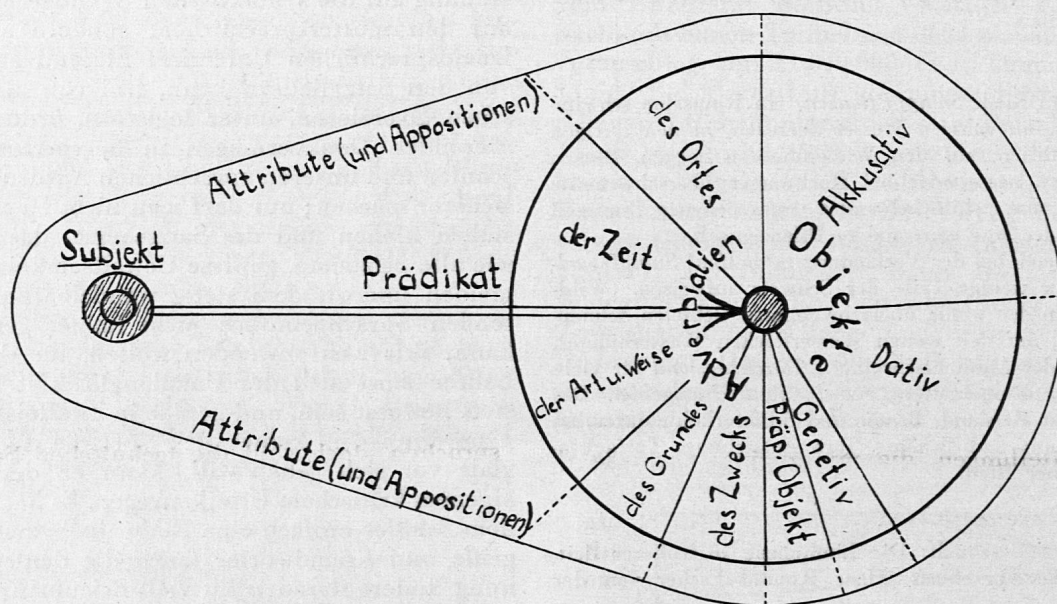 Attribute (und Appositionen)
Subjekt
Prädikat
Attribute (und Appositionen)
Adverbialien
des Ortes
der Zeit
der Art u. Weise
des Grundes
des Zwecks
Objekte
Akkusativ
Dativ
Genetiv
Präp. Objekt